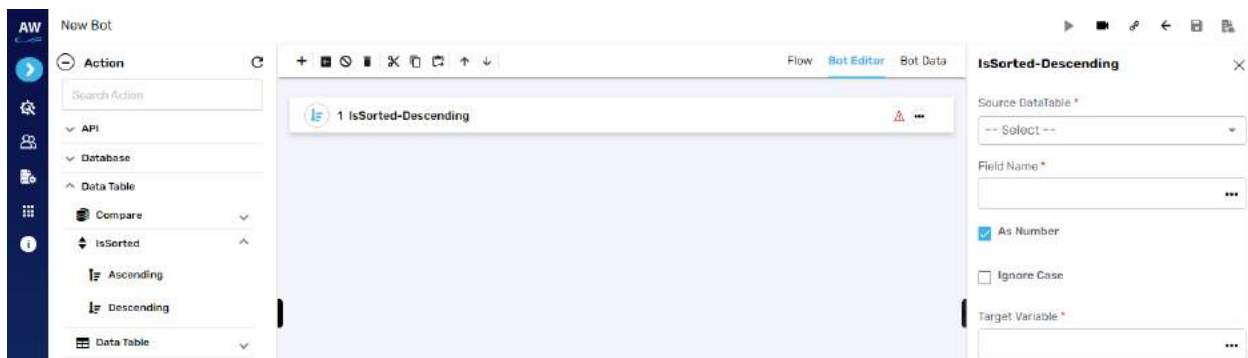 AW
New Bot
Action
Search Action
API
Database
Data Table
Compare
IsSorted
Ascending
Descending
Data Table
Flow Bot Editor Bot Data
1 IsSorted-Descending
IsSorted-Descending
Source DataTable *
-- Select --
Field Name *
As Number
Ignore Case
Target Variable *